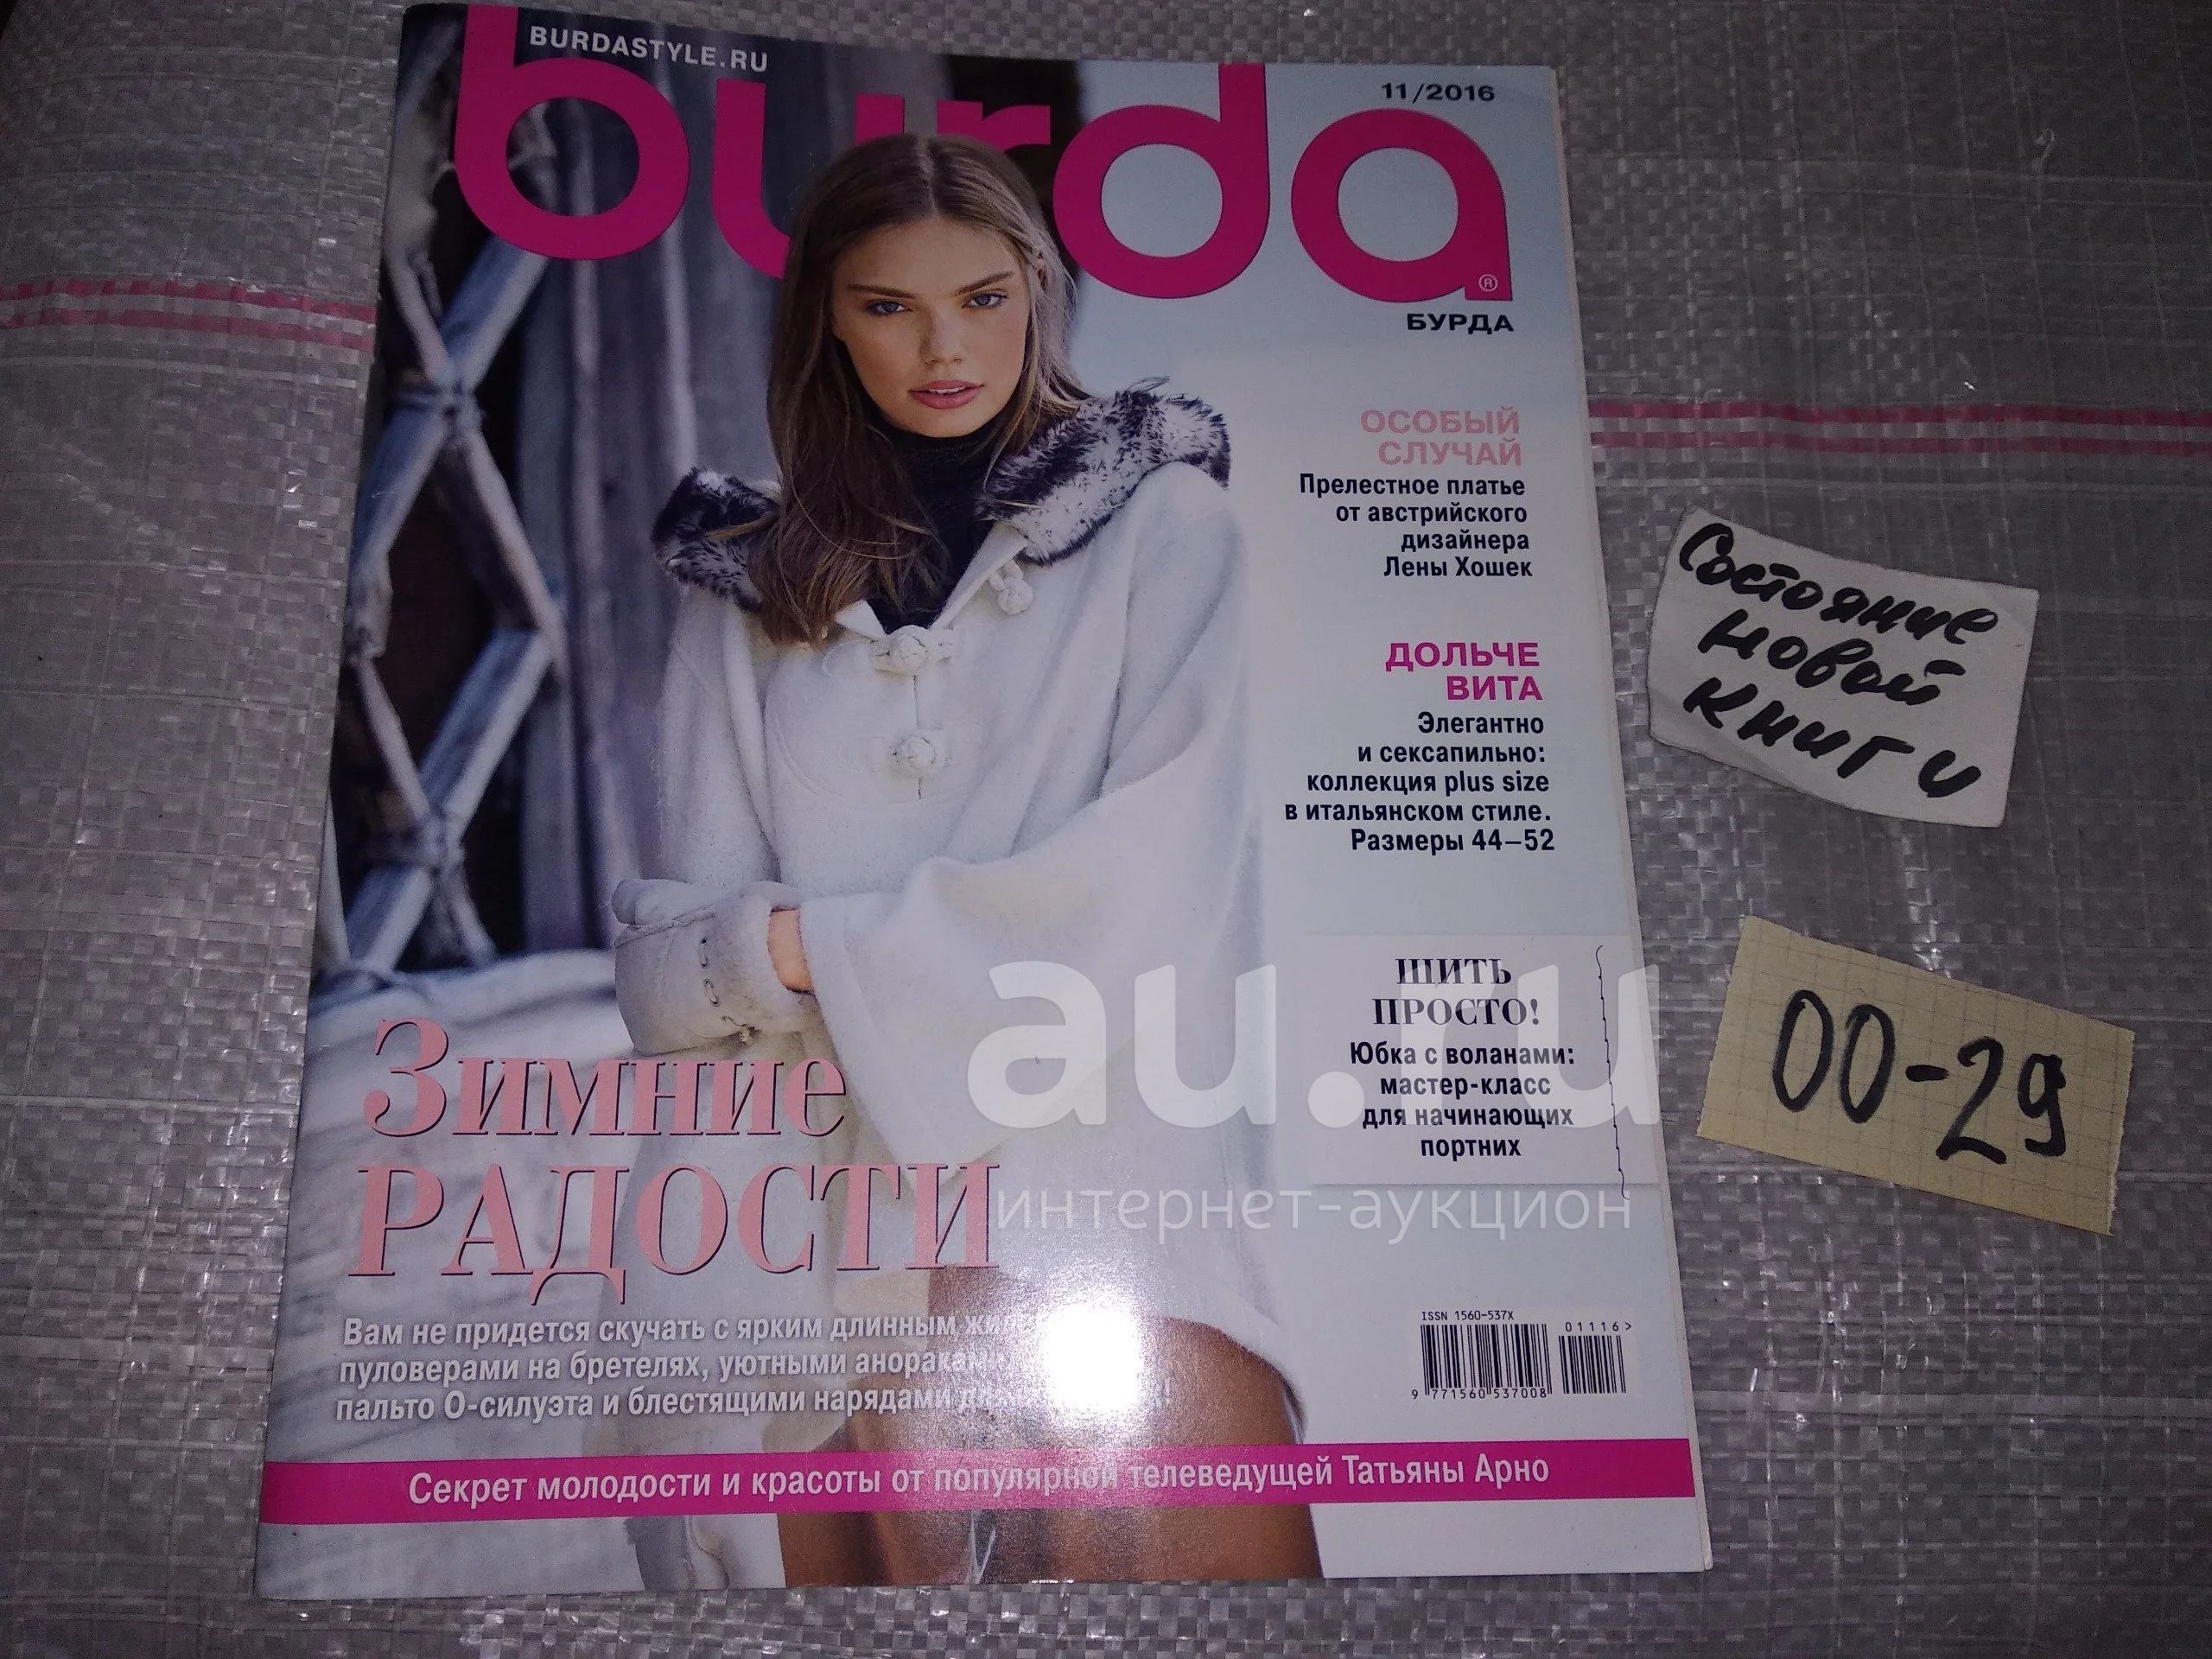 BURDASTYLE.RU
burda
11/2016
®
БУРДА
ОСОБЫЙ
СЛУЧАЙ
Прелестное платье
от австрийского
дизайнера
Лены Хошек
ДОЛЬЧЕ
ВИТА
Элегантно
и сексапильно:
коллекция plus size
в итальянском стиле.
Размеры 44–52
ШИТЬ
ПРОСТО!
Юбка с воланами:
мастер-класс
для начинающих
портних
Зимние
РАДОСТИ
Вам не придется скучать с ярким длинным
пуловерами на бретелях, уютными анораками
пальто О-силуэта и блестящими нарядами
Секрет молодости и красоты от популярной телеведущей Татьяны Арно
ISSN 1560-537X
01116>
9 771560 537008
Состояние
новой
книги
00-29
au.ru
интернет-аукцион